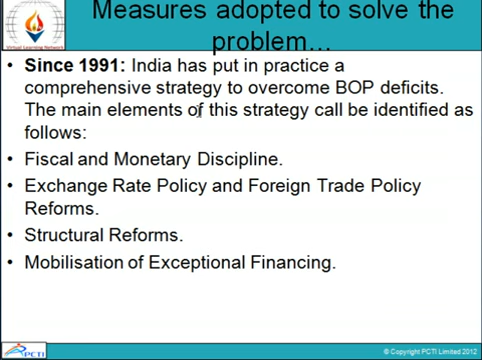 Measures adopted to solve the
problem...
Virtual Learning Network
• Since 1991: India has put in practice a
comprehensive strategy to overcome BOP deficits.
The main elements of this strategy call be identified as
follows:
• Fiscal and Monetary Discipline.
• Exchange Rate Policy and Foreign Trade Policy
Reforms.
• Structural Reforms.
• Mobilisation of Exceptional Financing.
PCTI
© Copyright PCTI Limited 2012